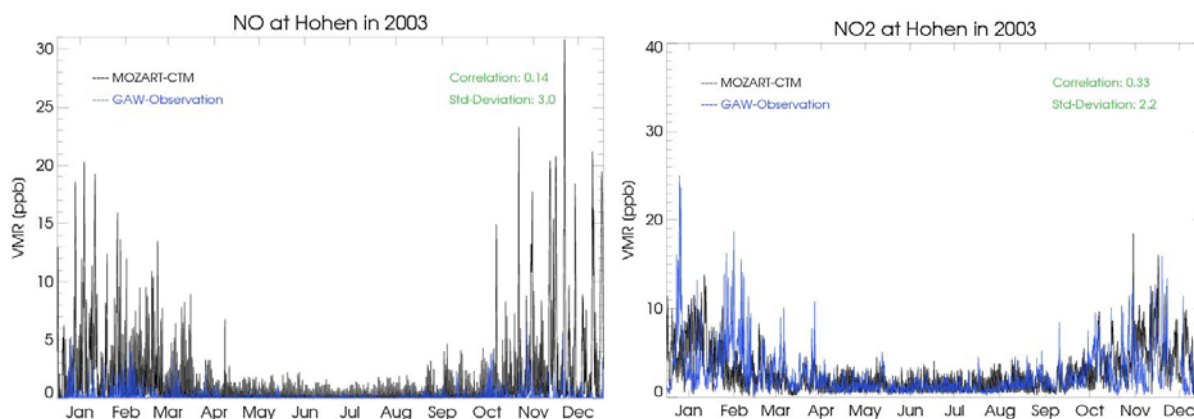 NO at Hohen in 2003
30
25
20
15
10
5
0
VMR (ppb)
---- MOZART-CTM
---- GAW-Observation
Correlation: 0.14
Std-Deviation: 3.0
Jan Feb Mar Apr May Jun Jul Aug Sep Oct Nov Dec
NO2 at Hohen in 2003
40
30
20
10
0
VMR (ppb)
---- MOZART-CTM
---- GAW-Observation
Correlation: 0.33
Std-Deviation: 2.2
Jan Feb Mar Apr May Jun Jul Aug Sep Oct Nov Dec